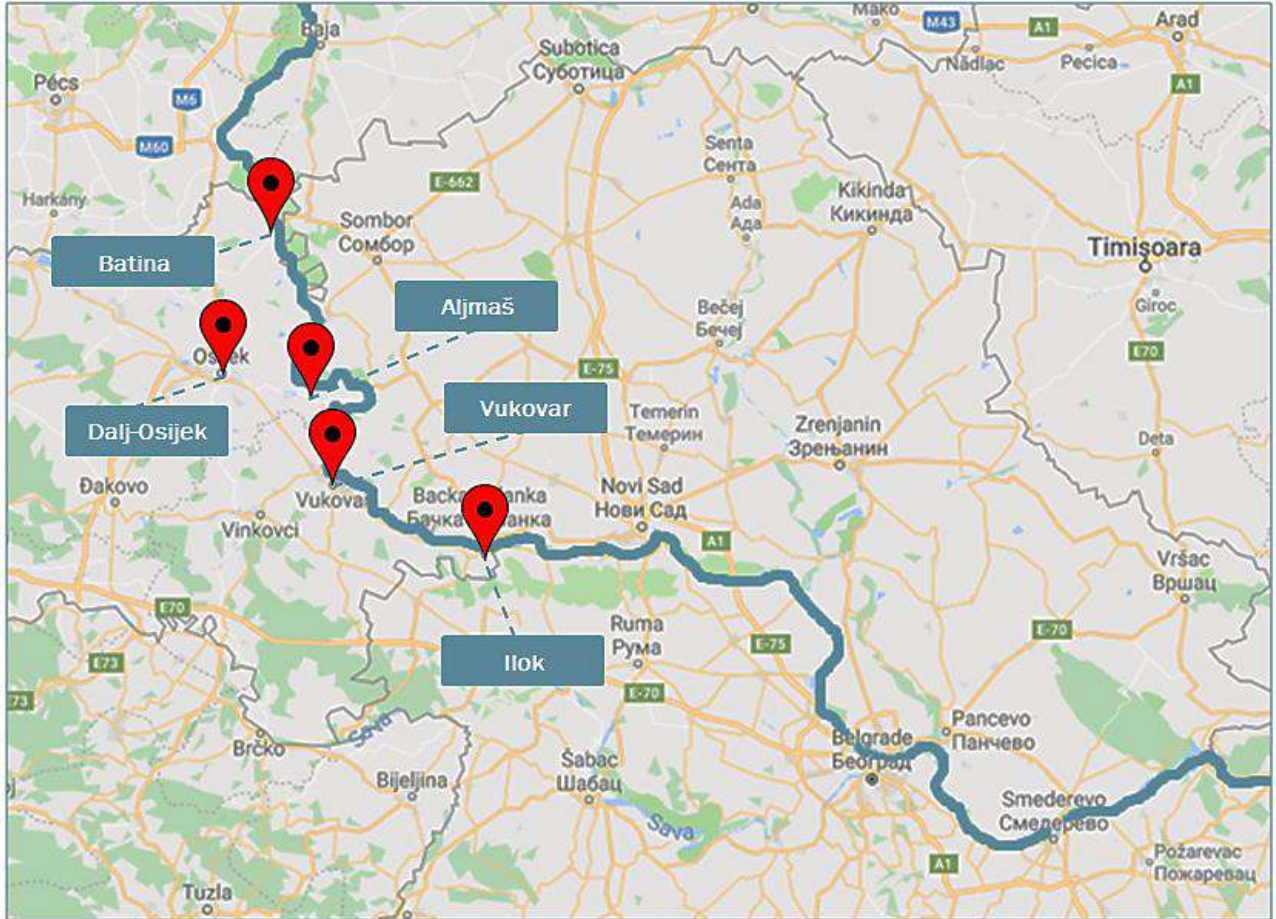 Baja
Mako
M43
A1
Arad
Subotica
Суботица
Nădlac
Pecica
A1
Pécs
M6
M60
Senta
Сента
Harkány
E-662
Kikinda
Кикинда
Ada
Ада
Sombor
Сомбор
Timișoara
Batina
Aljmaš
Giroc
Bečej
Бечеј
E70
E-75
Dalj-Osijek
Vukovar
Temerin
Темерин
Zrenjanin
Зрењанин
Deta
Đakovo
Vinkovci
Novi Sad
Нови Сад
A1
Vršac
Вршац
E70
Ruma
Рума
E-75
E-70
E73
Ilok
E-70
73
Sava
Brčko
Pancevo
Панчево
Belgrade
Београд
Šabac
Шабац
Bijeljina
Smederevo
Смедерево
Sava
A1
Požarevac
Пожаревац
Tuzla